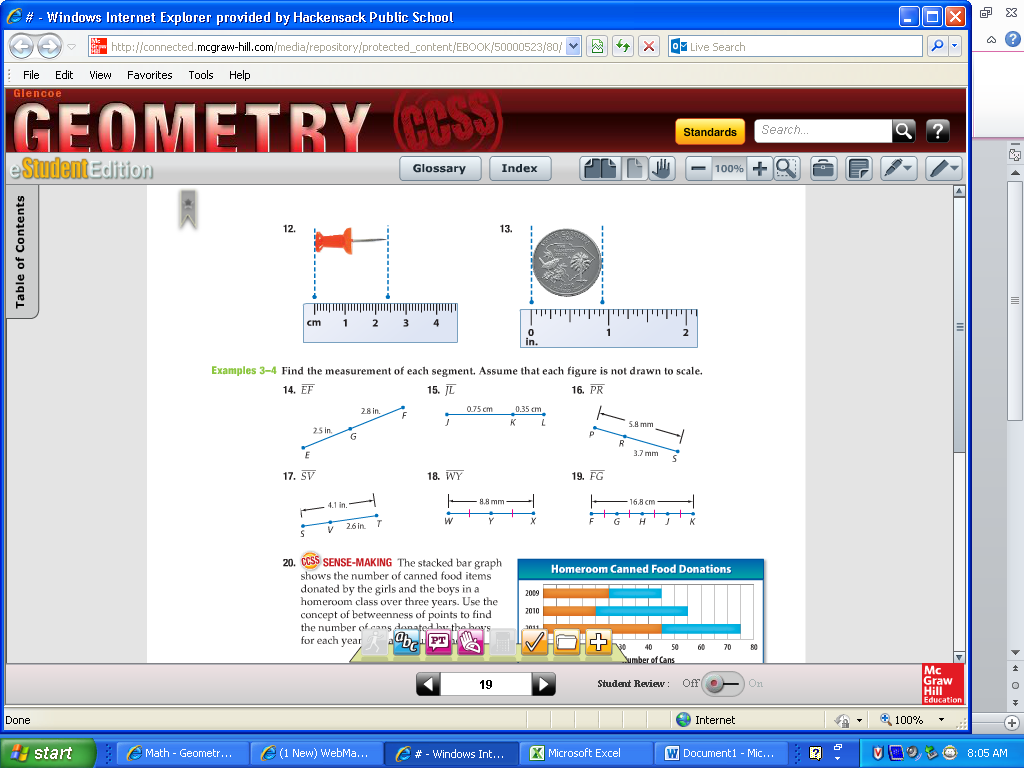 # - Windows Internet Explorer provided by Hackensack Public School
http://connected.mcgraw-hill.com/media/repository/protected_content/EBOOK/50000523/80/
Live Search
File Edit View Favorites Tools Help
Glencoe
GEOMETRY
CCSS
Standards
Search...
?
eStudentEdition
Glossary
Index
100%
Table of Contents
12.
13.
cm 1 2 3 4
0 1 2
in.
Examples 3–4 Find the measurement of each segment. Assume that each figure is not drawn to scale.
14. EF
15. JL
16. PR
2.8 in.
F
2.5 in.
G
E
0.75 cm 0.35 cm
J K L
5.8 mm
P
R
3.7 mm
S
17. SV
18. WY
19. FG
4.1 in.
S V 2.6 in. T
8.8 mm
W Y X
16.8 cm
F G H J K
20. CCSS SENSE-MAKING The stacked bar graph
shows the number of canned food items
donated by the girls and the boys in a
homeroom class over three years. Use the
concept of betweenness of points to find
the number of cans donated by the boys
for each year
Homeroom Canned Food Donations
2009
2010
2011
30 40 50 60 70 80
Number of Cans
abc
PT
19
Student Review : Off On
Mc
Graw
Hill
Education
Done
Internet
100%
start
Math - Geometr...
(1 New) WebMa...
# - Windows Int...
Microsoft Excel
Document1 - Mic...
8:05 AM